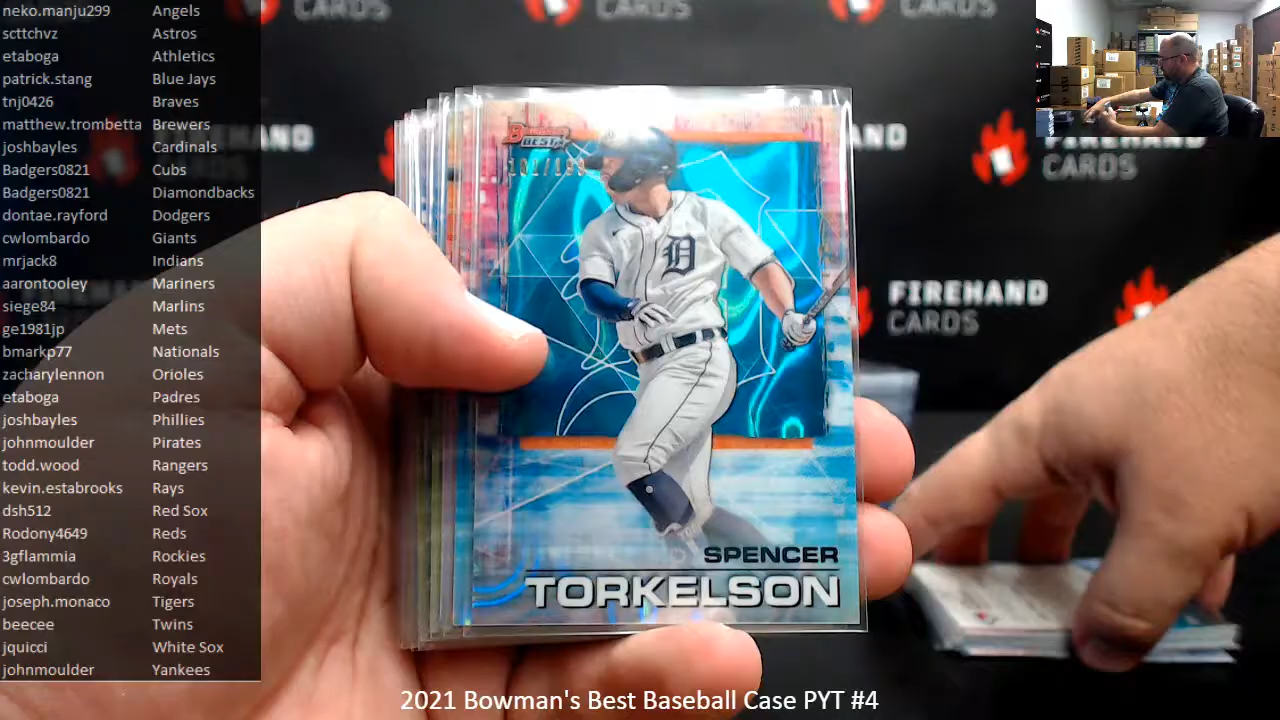 neko.manju299 Angels
scttchvz Astros
etaboga Athletics
patrick.stang Blue Jays
tnj0426 Braves
matthew.trombetta Brewers
joshbayles Cardinals
Badgers0821 Cubs
Badgers0821 Diamondbacks
dontae.rayford Dodgers
cwlombardo Giants
mrjack8 Indians
aarontooley Mariners
siege84 Marlins
ge1981jp Mets
bmarkp77 Nationals
zacharylennon Orioles
etaboga Padres
joshbayles Phillies
johnmoulder Pirates
todd.wood Rangers
kevin.estabrooks Rays
dsh512 Red Sox
Rodony4649 Reds
3gflammia Rockies
cwlombardo Royals
joseph.monaco Tigers
beecee Twins
jquicci White Sox
johnmoulder Yankees
CARDS
CARDS
CARDS
BEST
D
SPENCER
TORKELSON
FIREHAND
CARDS
CARDS
2021 Bowman's Best Baseball Case PYT #4